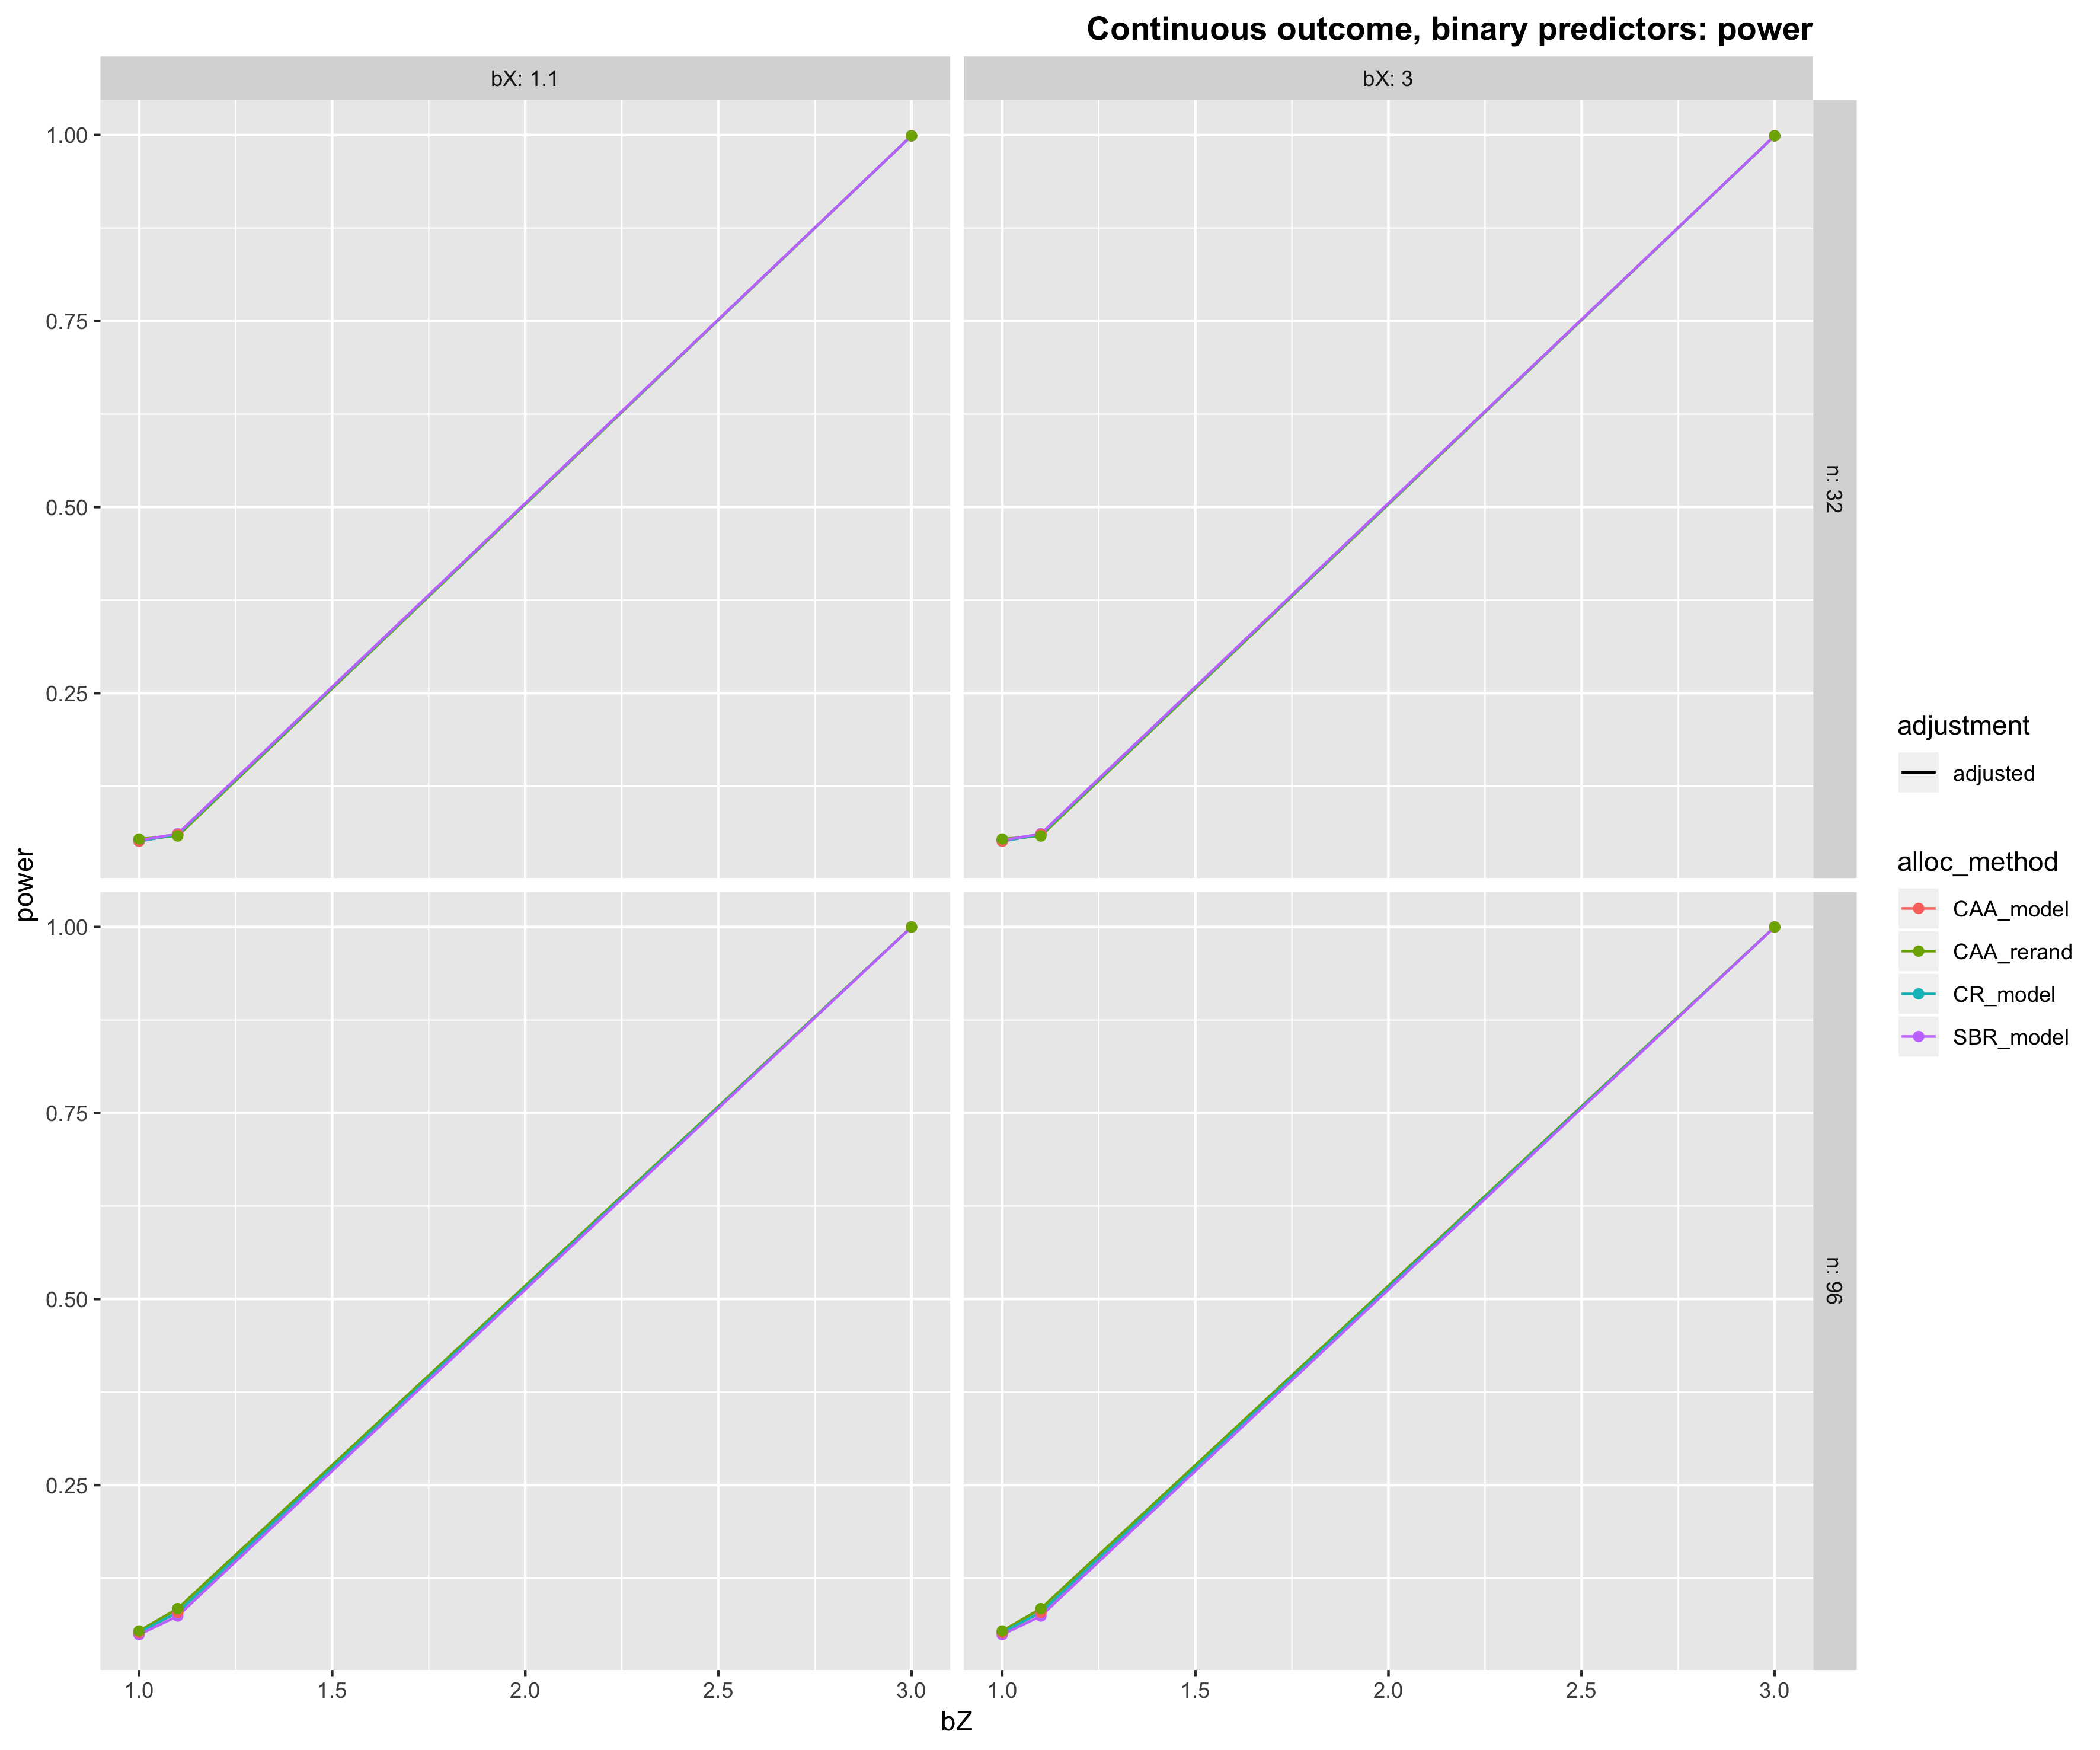 Continuous outcome, binary predictors: power
bX: 1.1
bX: 3
1.00
0.75
0.50
0.25
n: 32
1.00
0.75
0.50
0.25
n: 96
power
1.0
1.5
2.0
2.5
3.0
1.0
1.5
2.0
2.5
3.0
bZ
adjustment
adjusted
alloc_method
CAA_model
CAA_rerand
CR_model
SBR_model